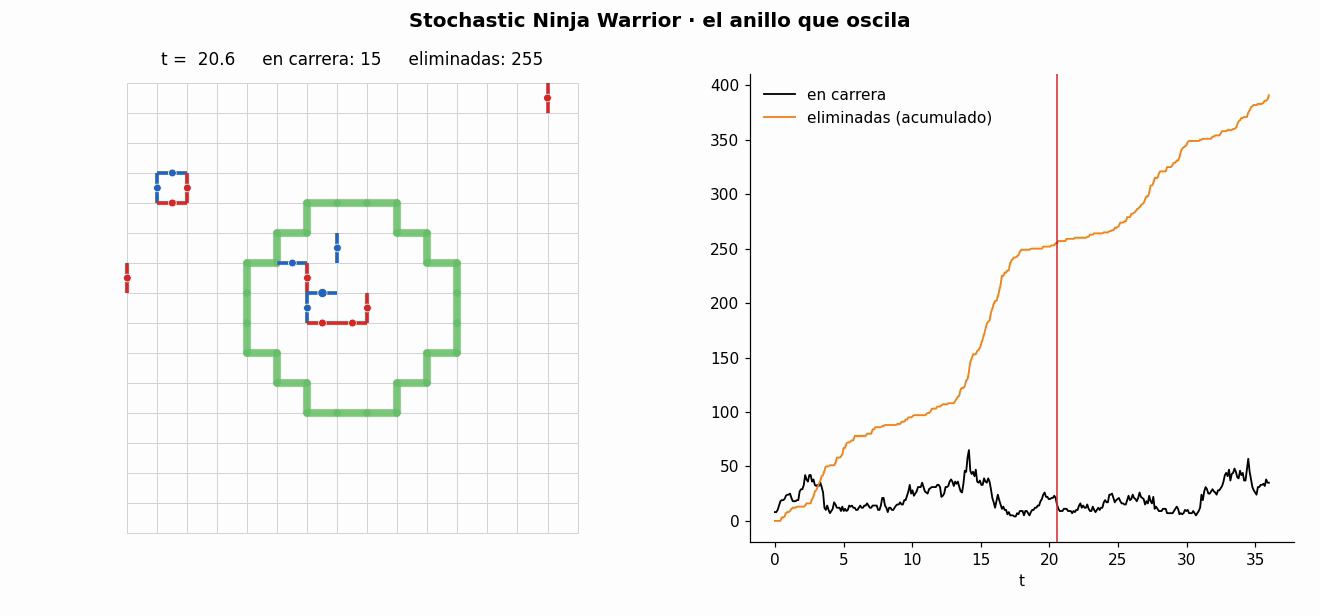 Stochastic Ninja Warrior · el anillo que oscila
t =  20.6     en carrera: 15     eliminadas: 255
en carrera
eliminadas (acumulado)
400
350
300
250
200
150
100
50
0
0 5 10 15 20 25 30 35
t